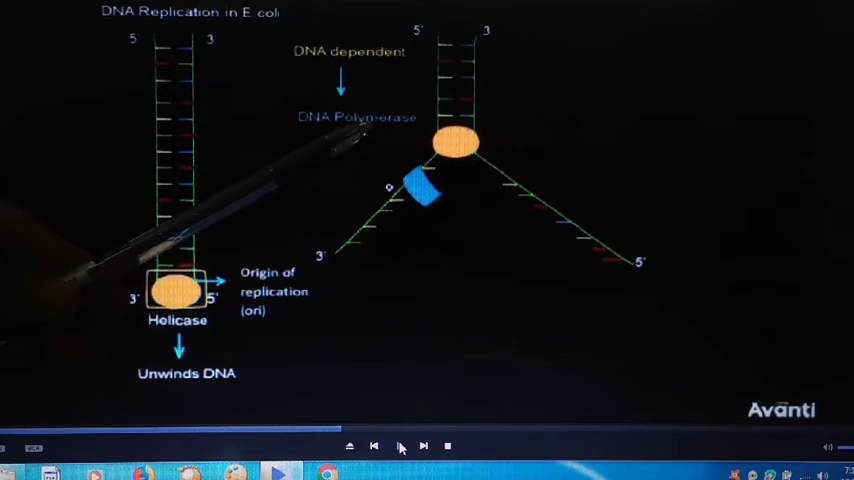 DNA Replication in E coli
5' 3'
5' 3'
DNA dependent
DNA Polymerase
3'
5'
Origin of
replication
(ori)
3' 5'
Helicase
Unwinds DNA
Avanti